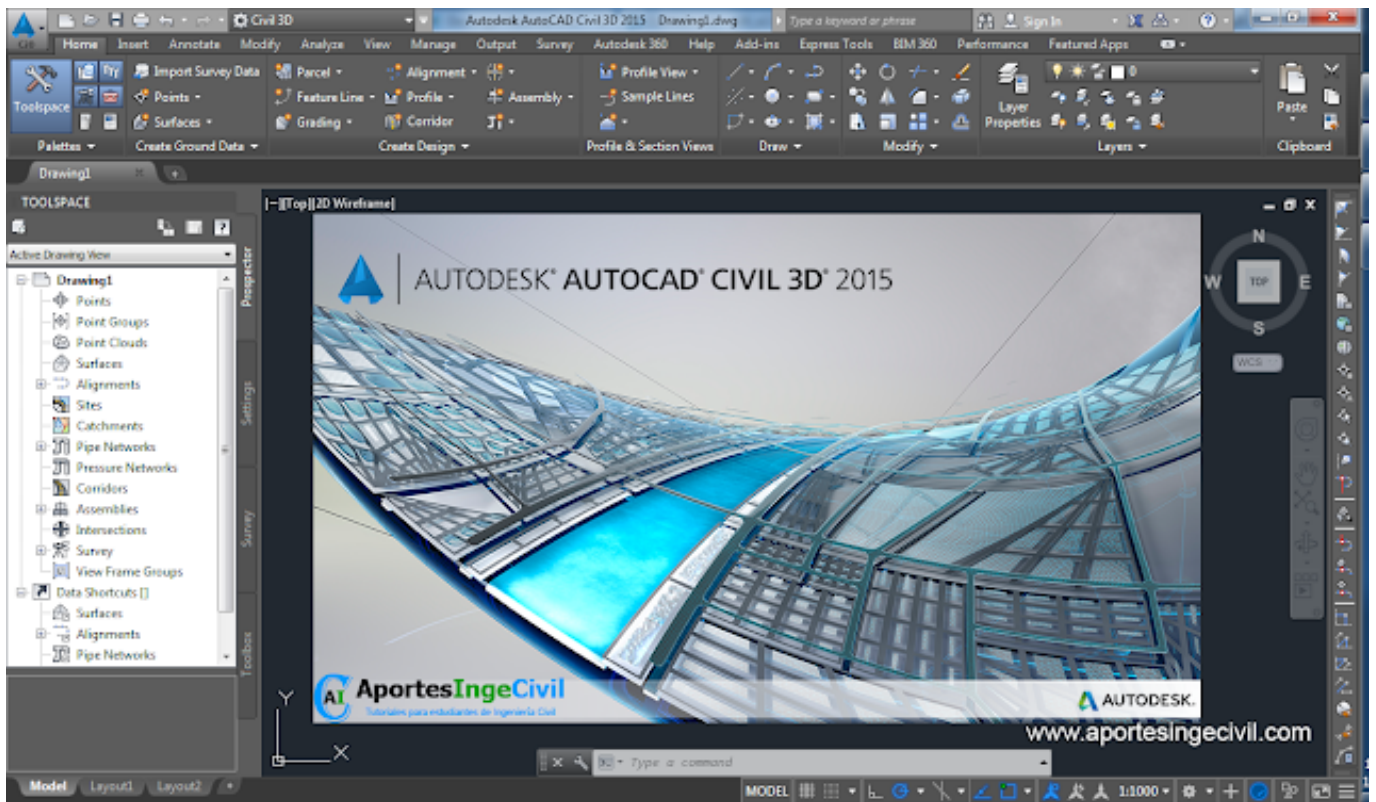 Civil 3D
Autodesk AutoCAD Civil 3D 2015 Drawing1.dwg
Type a keyword or phrase
Sign In
Home Insert Annotate Modify Analyze View Manage Output Survey Autodesk 360 Help Add-ins Express Tools BIM 360 Performance Featured Apps
Import Survey Data Parcel Alignment Profile View
Toolspace Points Feature Line Profile Assembly Sample Lines Layer Properties Paste
Surfaces Grading Corridor
Palettes Create Ground Data Create Design Profile & Section Views Draw Modify Layers Clipboard
Drawing1
TOOLSPACE
Active Drawing View
Drawing1
Points
Point Groups
Point Clouds
Surfaces
Alignments
Sites
Catchments
Pipe Networks
Pressure Networks
Corridors
Assemblies
Intersections
Survey
View Frame Groups
Data Shortcuts []
Surfaces
Alignments
Pipe Networks
Prospector
Settings
Survey
Toolbox
[-][Top][2D Wireframe]
AUTODESK® AUTOCAD® CIVIL 3D® 2015
N
W TOP E
S
WCS
AI AportesIngeCivil
Tutoriales para estudiantes de Ingeniería Civil
AUTODESK.
www.aportesingecivil.com
Y
X
Type a command
Model Layout1 Layout2
MODEL 1:1000